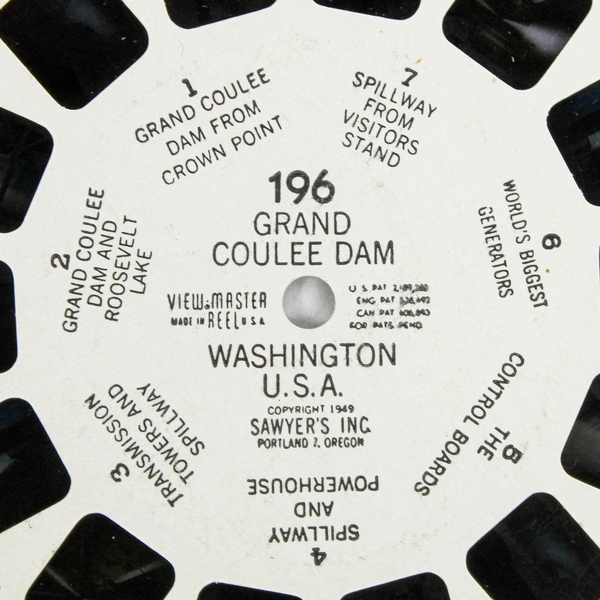 196
GRAND
COULEE DAM
VIEW-MASTER
MADE IN REEL U.S.A.
U.S. PAT. 2,189,285
ENG. PAT.
CAN. PAT.
FOR. PATS. PEND.
WASHINGTON
U.S.A.
COPYRIGHT 1949
SAWYER'S INC.
PORTLAND 7, OREGON
1
GRAND COULEE
DAM FROM
CROWN POINT
2
GRAND COULEE
DAM AND
ROOSEVELT
LAKE
3
TRANSMISSION
TOWERS AND
SPILLWAY
4
SPILLWAY
AND
POWERHOUSE
5
THE
CONTROL BOARDS
6
WORLD'S BIGGEST
GENERATORS
7
SPILLWAY
FROM
VISITORS
STAND